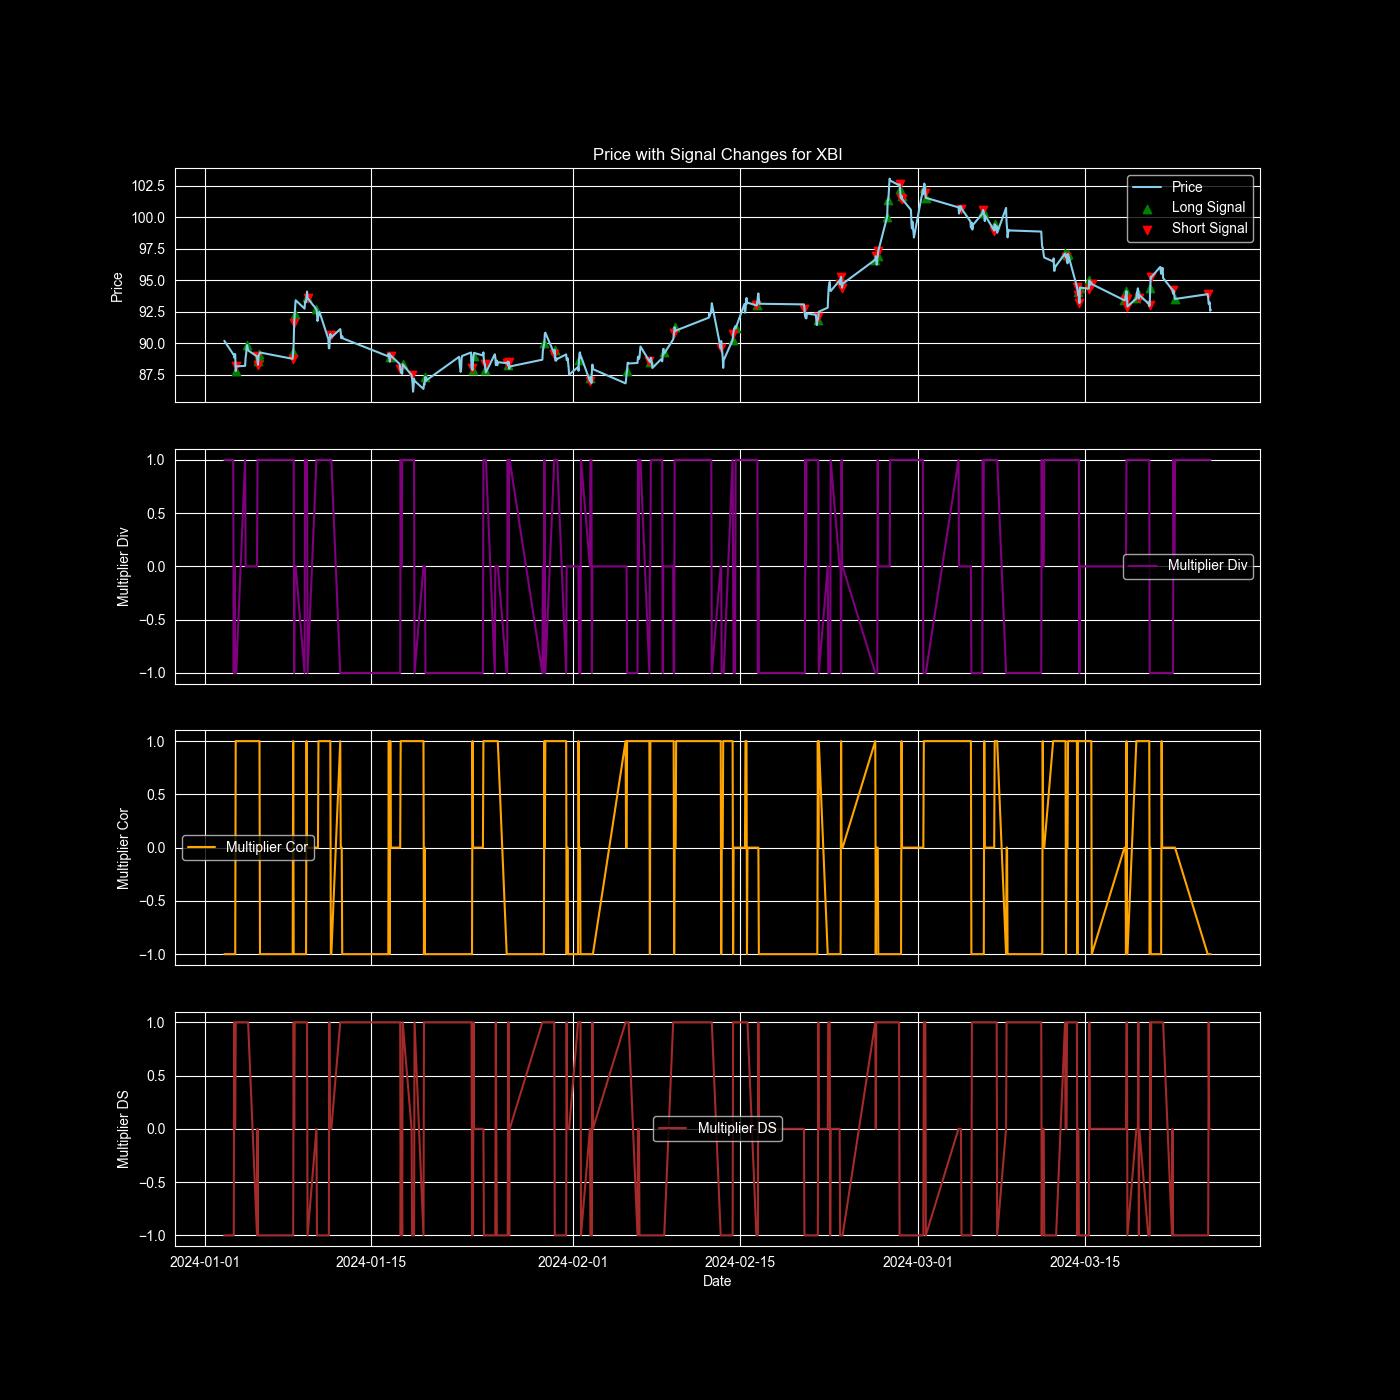 Price with Signal Changes for XBI
102.5
100.0
97.5
95.0
92.5
90.0
87.5
Price
Price
Long Signal
Short Signal
1.0
0.5
0.0
−0.5
−1.0
Multiplier Div
Multiplier Div
1.0
0.5
0.0
−0.5
−1.0
Multiplier Cor
Multiplier Cor
1.0
0.5
0.0
−0.5
−1.0
Multiplier DS
Multiplier DS
2024-01-01 2024-01-15 2024-02-01 2024-02-15 2024-03-01 2024-03-15
Date